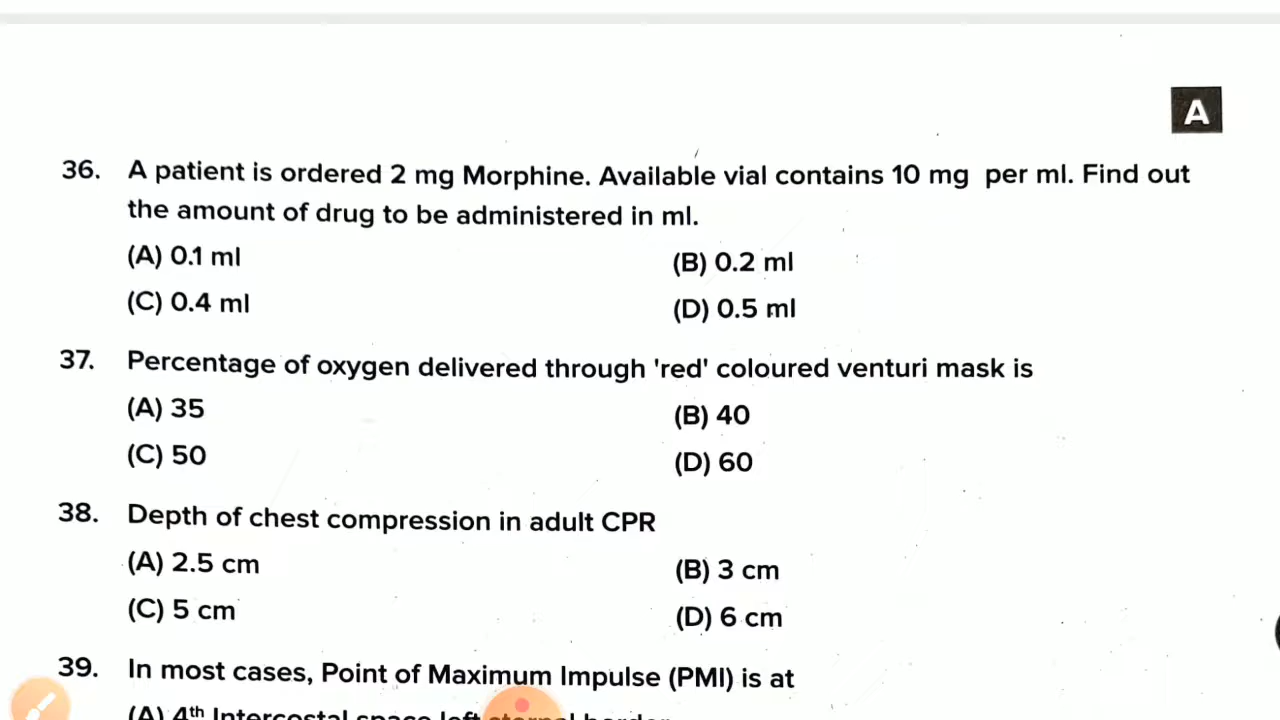 A
36. A patient is ordered 2 mg Morphine. Available vial contains 10 mg per ml. Find out
the amount of drug to be administered in ml.
(A) 0.1 ml (B) 0.2 ml
(C) 0.4 ml (D) 0.5 ml
37. Percentage of oxygen delivered through 'red' coloured venturi mask is
(A) 35 (B) 40
(C) 50 (D) 60
38. Depth of chest compression in adult CPR
(A) 2.5 cm (B) 3 cm
(C) 5 cm (D) 6 cm
39. In most cases, Point of Maximum Impulse (PMI) is at
(A) 4th Intercostal space left